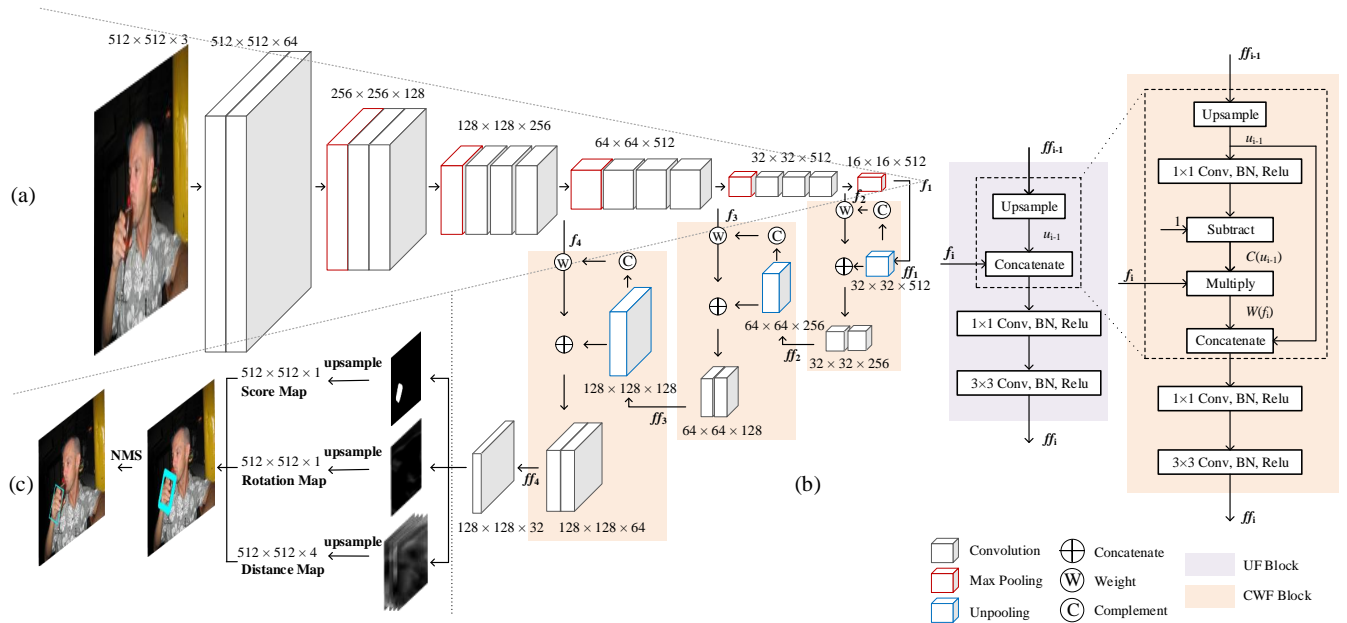 512 × 512 × 3
512 × 512 × 64
256 × 256 × 128
128 × 128 × 256
64 × 64 × 512
32 × 32 × 512
16 × 16 × 512
(a)
f₁
f₂
f₃
f₄
W
C
ff₁
32 × 32 × 512
W
C
64 × 64 × 256
ff₂
32 × 32 × 256
W
C
128 × 128 × 128
ff₃
64 × 64 × 128
ff₄
128 × 128 × 32
128 × 128 × 64
(c)
NMS
512 × 512 × 1
Score Map
upsample
512 × 512 × 1
Rotation Map
upsample
512 × 512 × 4
Distance Map
upsample
(b)
ffᵢ₋₁
Upsample
uᵢ₋₁
fᵢ
Concatenate
1×1 Conv, BN, Relu
3×3 Conv, BN, Relu
ffᵢ
ffᵢ₋₁
Upsample
uᵢ₋₁
1×1 Conv, BN, Relu
1
Subtract
C(uᵢ₋₁)
fᵢ
Multiply
W(fᵢ)
Concatenate
1×1 Conv, BN, Relu
3×3 Conv, BN, Relu
ffᵢ
Convolution
Max Pooling
Unpooling
Concatenate
W Weight
C Complement
UF Block
CWF Block